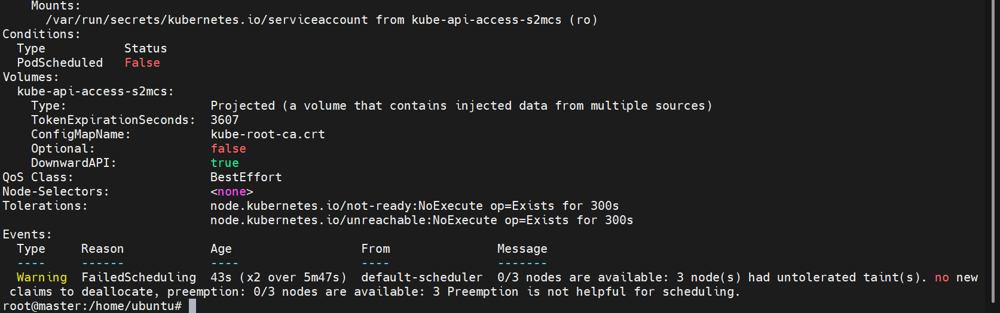 Mounts:
/var/run/secrets/kubernetes.io/serviceaccount from kube-api-access-s2mcs (ro)
Conditions:
Type Status
PodScheduled False
Volumes:
kube-api-access-s2mcs:
Type: Projected (a volume that contains injected data from multiple sources)
TokenExpirationSeconds: 3607
ConfigMapName: kube-root-ca.crt
Optional: false
DownwardAPI: true
QoS Class: BestEffort
Node-Selectors: <none>
Tolerations: node.kubernetes.io/not-ready:NoExecute op=Exists for 300s
node.kubernetes.io/unreachable:NoExecute op=Exists for 300s
Events:
Type Reason Age From Message
---- ------ ---- ---- -------
Warning FailedScheduling 43s (x2 over 5m47s) default-scheduler 0/3 nodes are available: 3 node(s) had untolerated taint(s). no new
claims to deallocate, preemption: 0/3 nodes are available: 3 Preemption is not helpful for scheduling.
root@master:/home/ubuntu#